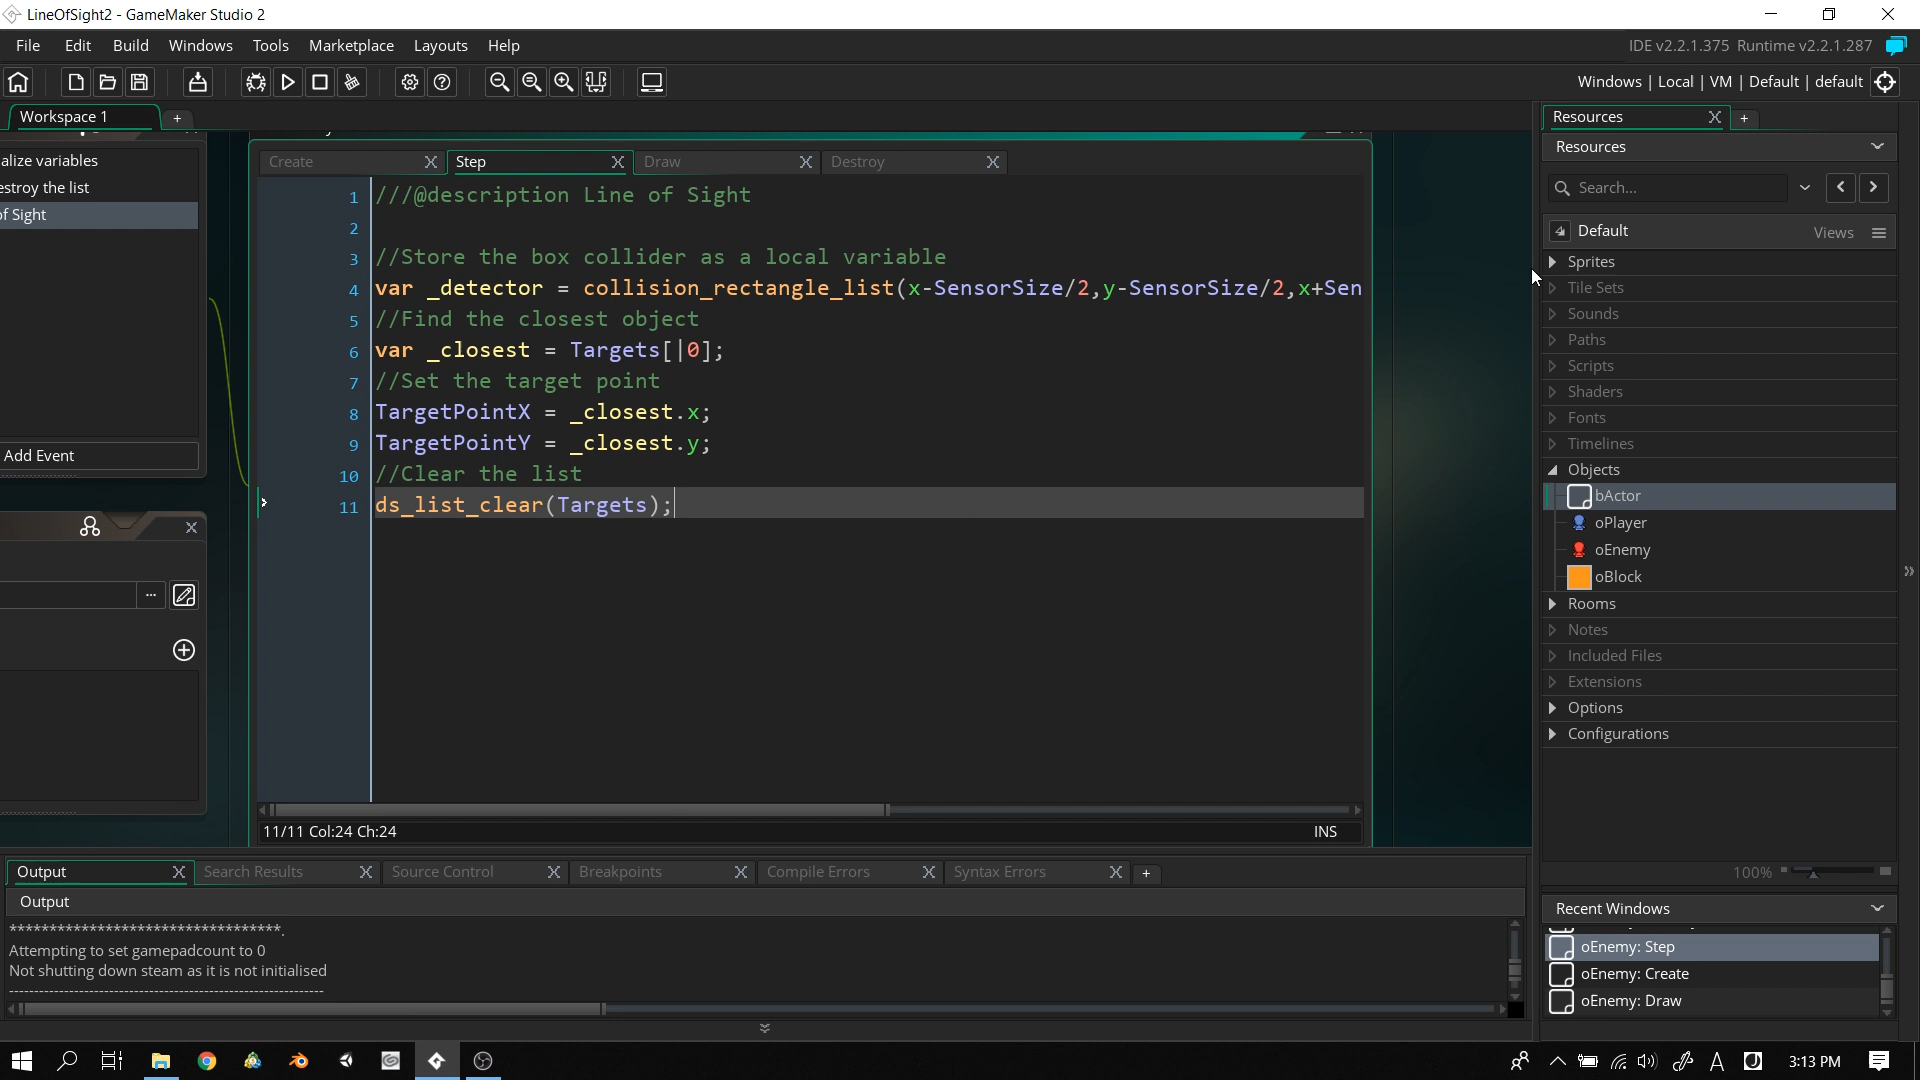 LineOfSight2 - GameMaker Studio 2
File Edit Build Windows Tools Marketplace Layouts Help
IDE v2.2.1.375 Runtime v2.2.1.287
Windows | Local | VM | Default | default
Workspace 1
alize variables
estroy the list
of Sight
Add Event
...
Create Step Draw Destroy
1 ///@description Line of Sight
2
3 //Store the box collider as a local variable
4 var _detector = collision_rectangle_list(x-SensorSize/2,y-SensorSize/2,x+Sen
5 //Find the closest object
6 var _closest = Targets[|0];
7 //Set the target point
8 TargetPointX = _closest.x;
9 TargetPointY = _closest.y;
10 //Clear the list
11 ds_list_clear(Targets);
11/11 Col:24 Ch:24
INS
Resources
Resources
Search...
Default Views
Sprites
Tile Sets
Sounds
Paths
Scripts
Shaders
Fonts
Timelines
Objects
bActor
oPlayer
oEnemy
oBlock
Rooms
Notes
Included Files
Extensions
Options
Configurations
100%
Recent Windows
oEnemy: Step
oEnemy: Create
oEnemy: Draw
Output Search Results Source Control Breakpoints Compile Errors Syntax Errors
Output
**********************************.
Attempting to set gamepadcount to 0
Not shutting down steam as it is not initialised
---------------------------------------------------------------
3:13 PM